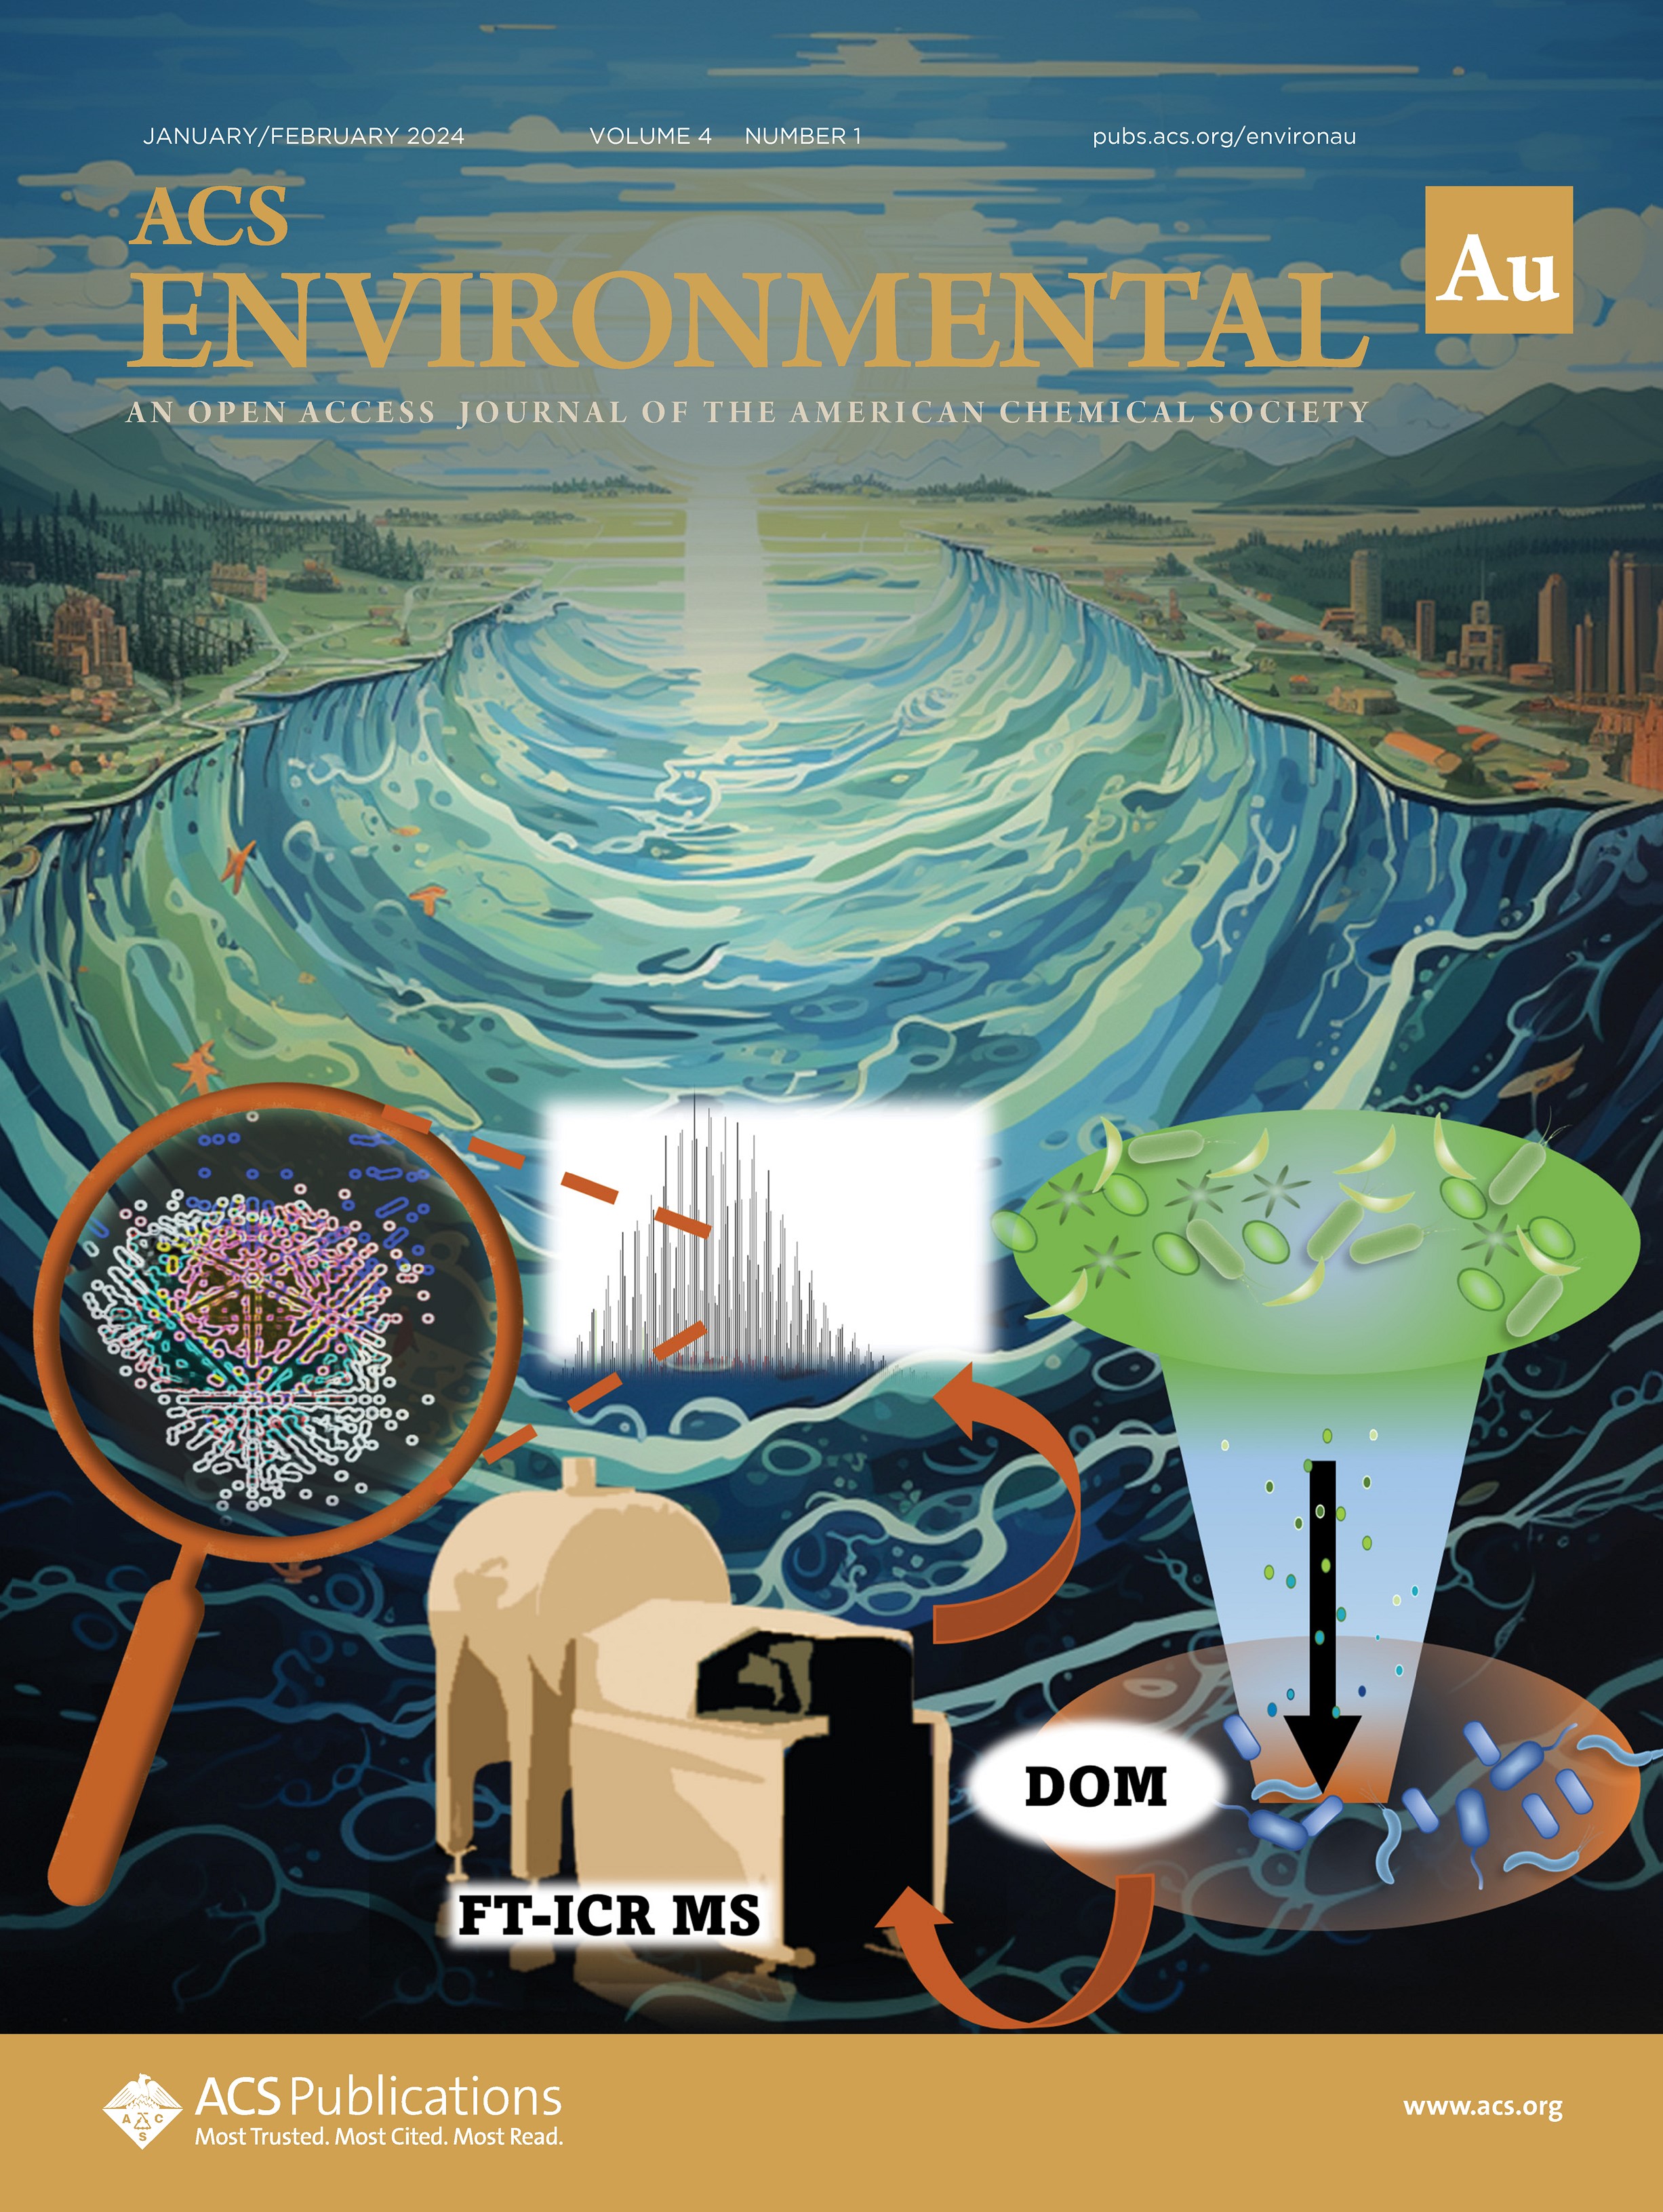 JANUARY/FEBRUARY 2024 VOLUME 4 NUMBER 1 pubs.acs.org/environau
ACS
ENVIRONMENTAL
Au
AN OPEN ACCESS JOURNAL OF THE AMERICAN CHEMICAL SOCIETY
DOM
FT-ICR MS
ACS Publications
Most Trusted. Most Cited. Most Read.
A C
S
www.acs.org